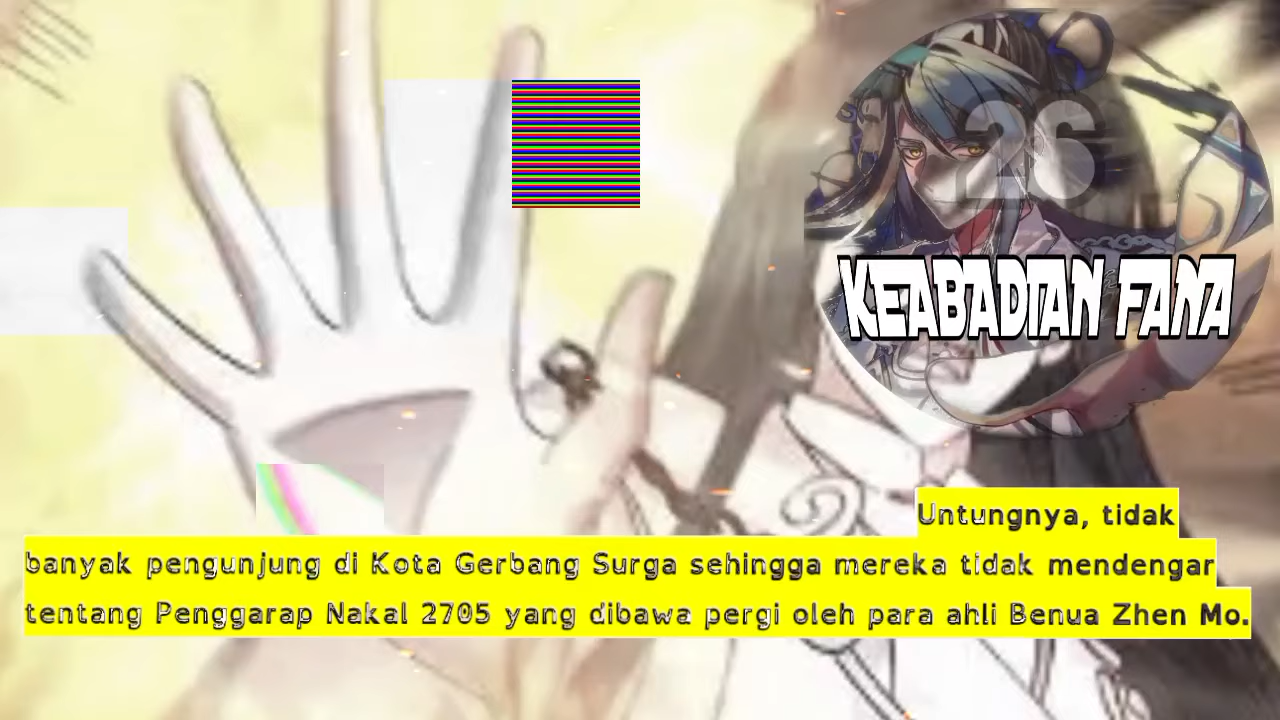 26
KEABADIAN FANA
Untungnya, tidak
banyak pengunjung di Kota Gerbang Surga sehingga mereka tidak mendengar
tentang Penggarap Nakal 2705 yang dibawa pergi oleh para ahli Benua Zhen Mo.